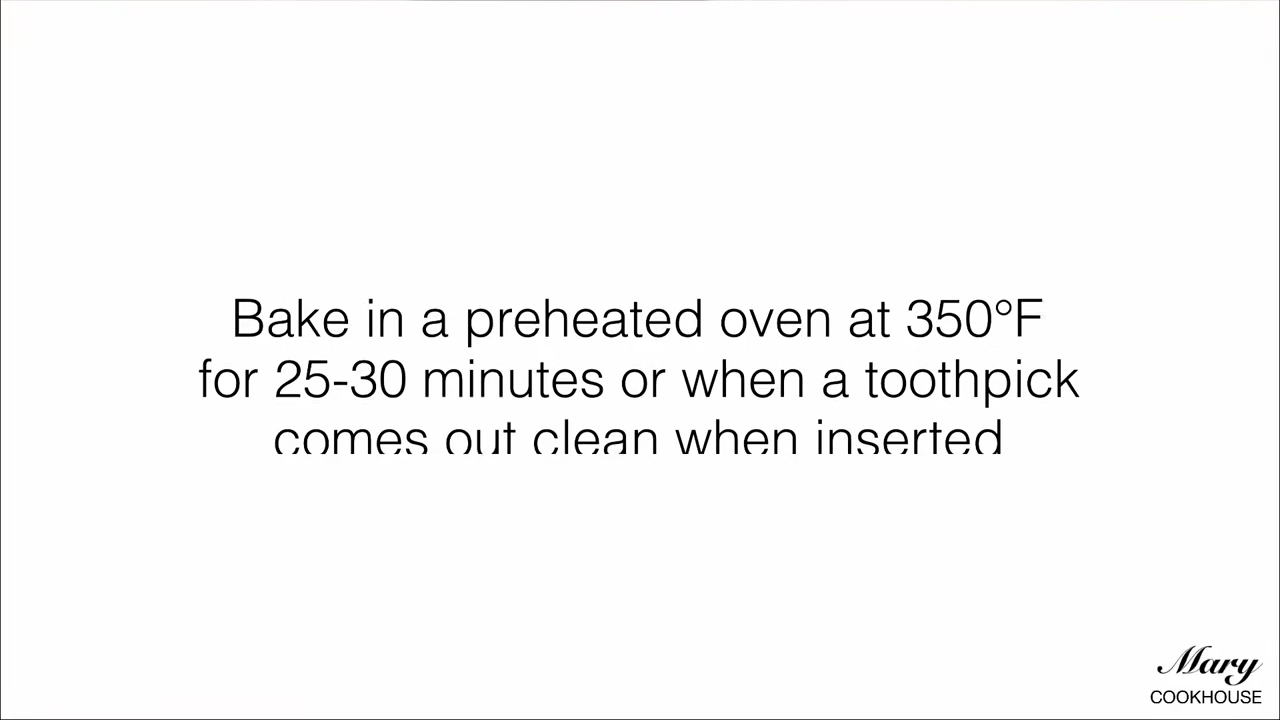 Bake in a preheated oven at 350°F
for 25-30 minutes or when a toothpick
comes out clean when inserted
Mary
COOKHOUSE